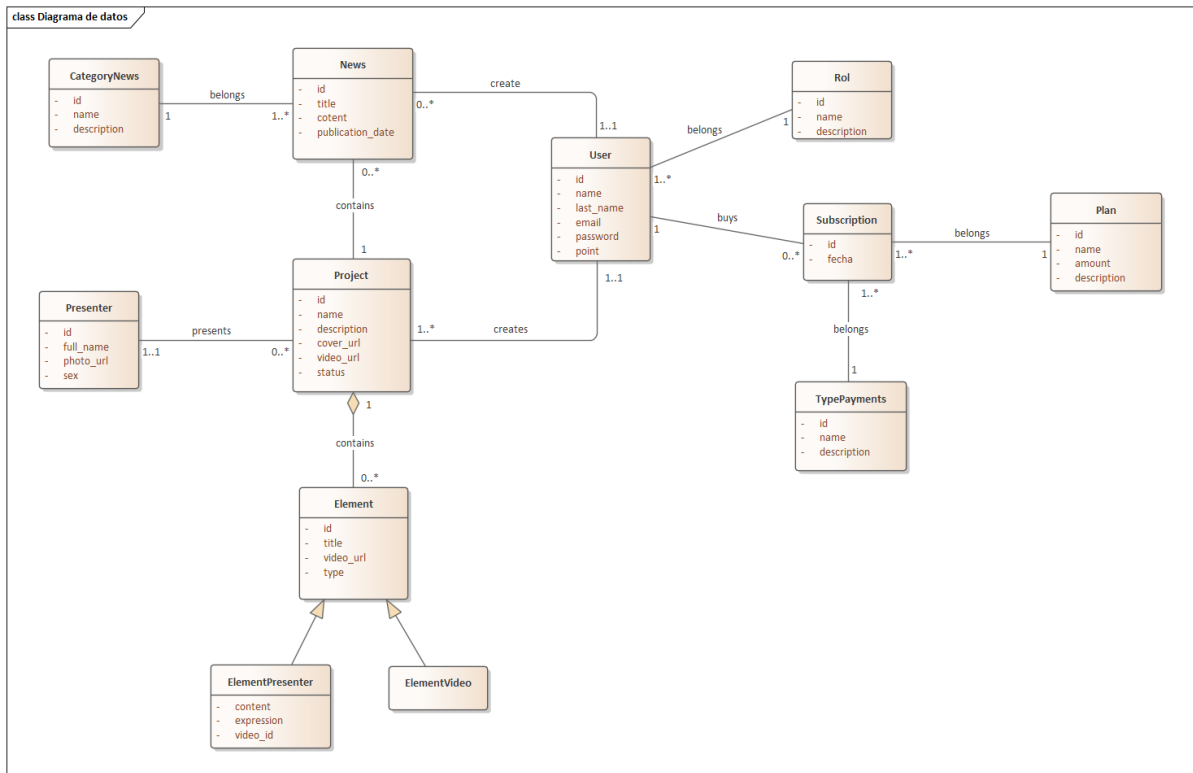 class Diagrama de datos
CategoryNews
- id
- name
- description
belongs
1
1..*
News
- id
- title
- cotent
- publication_date
create
0..*
1..1
0..*
contains
1
User
- id
- name
- last_name
- email
- password
- point
belongs
1..*
1
Rol
- id
- name
- description
buys
1
0..*
Subscription
- id
- fecha
belongs
1..*
1
Plan
- id
- name
- amount
- description
1..*
belongs
1
TypePayments
- id
- name
- description
1..1
creates
1..*
Project
- id
- name
- description
- cover_url
- video_url
- status
Presenter
- id
- full_name
- photo_url
- sex
presents
1..1
0..*
1
contains
0..*
Element
- id
- title
- video_url
- type
ElementPresenter
- content
- expression
- video_id
ElementVideo